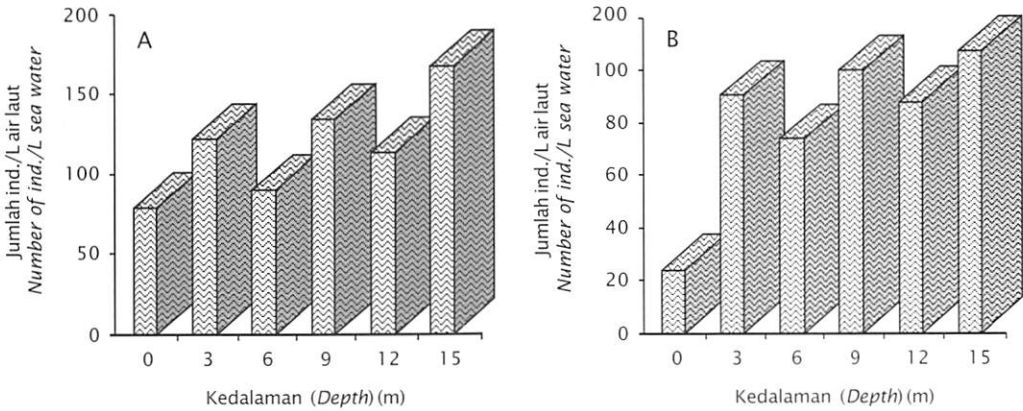 A
200
150
100
50
0
Jumlah ind./L air laut
Number of ind./L sea water
0 3 6 9 12 15
Kedalaman (Depth) (m)
B
200
100
80
60
40
20
0
Jumlah ind./L air laut
Number of ind./L sea water
0 3 6 9 12 15
Kedalaman (Depth) (m)